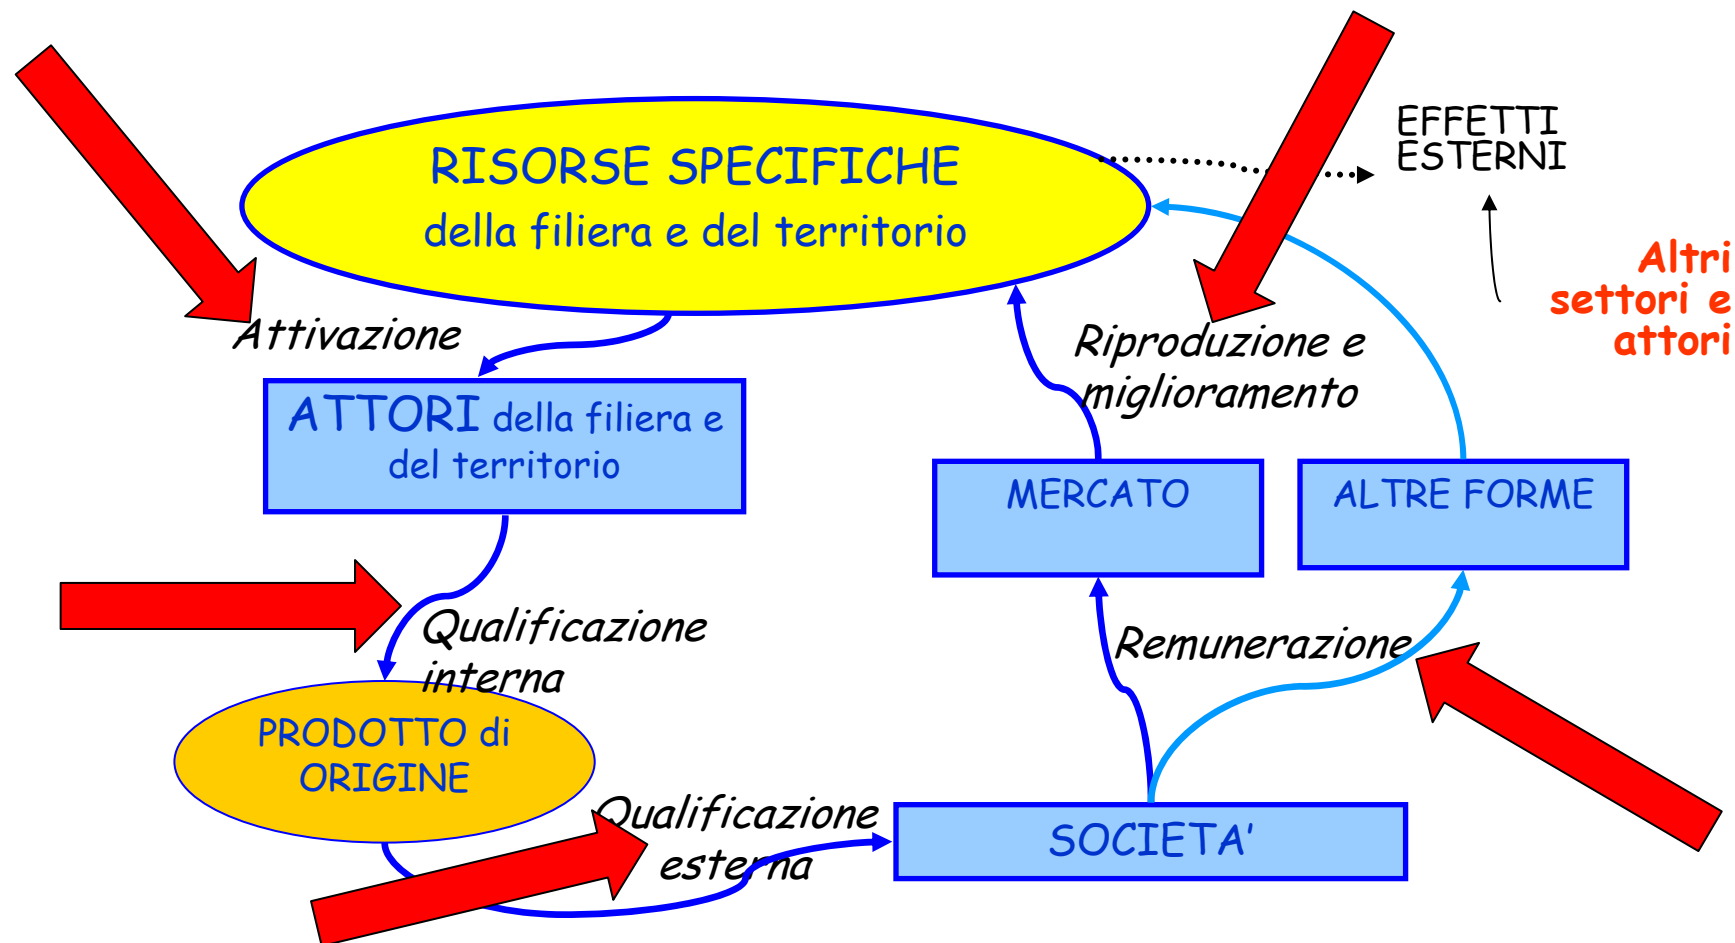 RISORSE SPECIFICHE
della filiera e del territorio
EFFETTI
ESTERNI
Altri
settori e
attori
Attivazione
Riproduzione e
miglioramento
ATTORI della filiera e
del territorio
MERCATO
ALTRE FORME
Qualificazione
interna
Remunerazione
PRODOTTO di
ORIGINE
Qualificazione
esterna
SOCIETA'